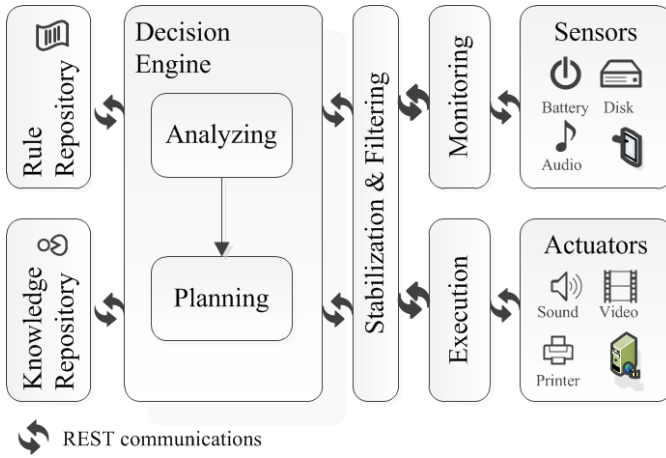 Rule
Repository
Knowledge
Repository
Decision
Engine
Analyzing
Planning
Stabilization & Filtering
Monitoring
Execution
Sensors
Battery
Disk
Audio
Actuators
Sound
Video
Printer
REST communications